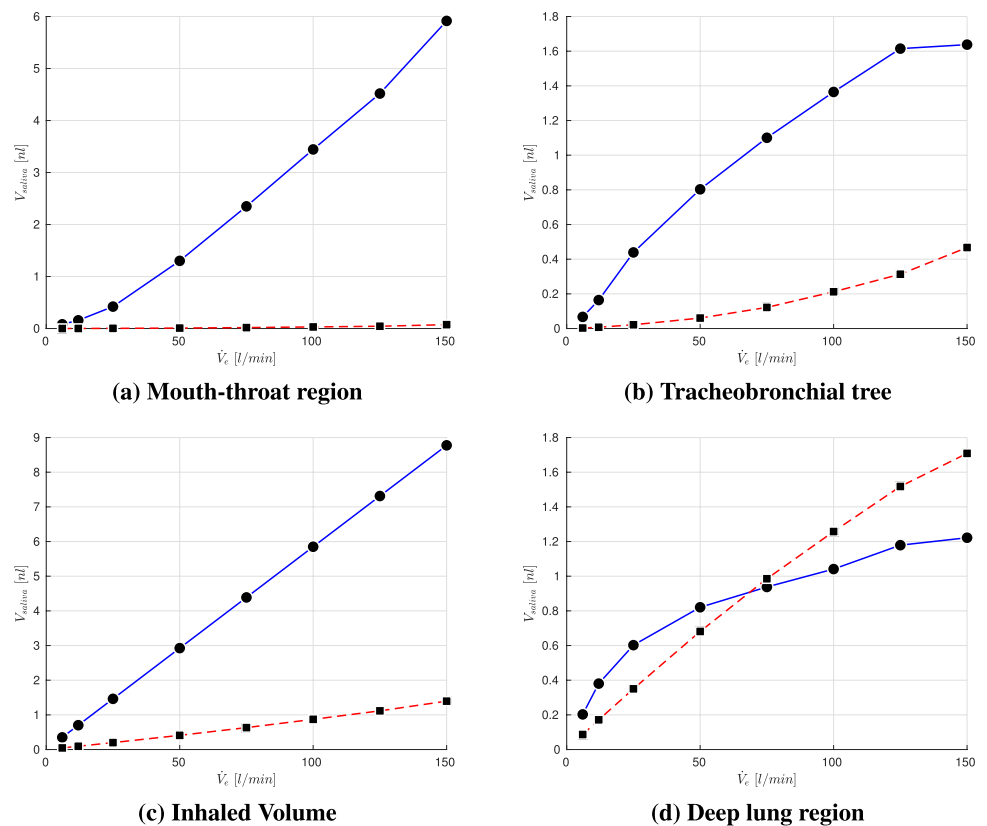 6
5
4
3
2
1
0
V_saliva [nl]
0 50 100 150
V̇_e [l/min]
(a) Mouth-throat region
1.8
1.6
1.4
1.2
1
0.8
0.6
0.4
0.2
0
V_saliva [nl]
0 50 100 150
V̇_e [l/min]
(b) Tracheobronchial tree
9
8
7
6
5
4
3
2
1
0
V_saliva [nl]
0 50 100 150
V̇_e [l/min]
(c) Inhaled Volume
1.8
1.6
1.4
1.2
1
0.8
0.6
0.4
0.2
0
V_saliva [nl]
0 50 100 150
V̇_e [l/min]
(d) Deep lung region